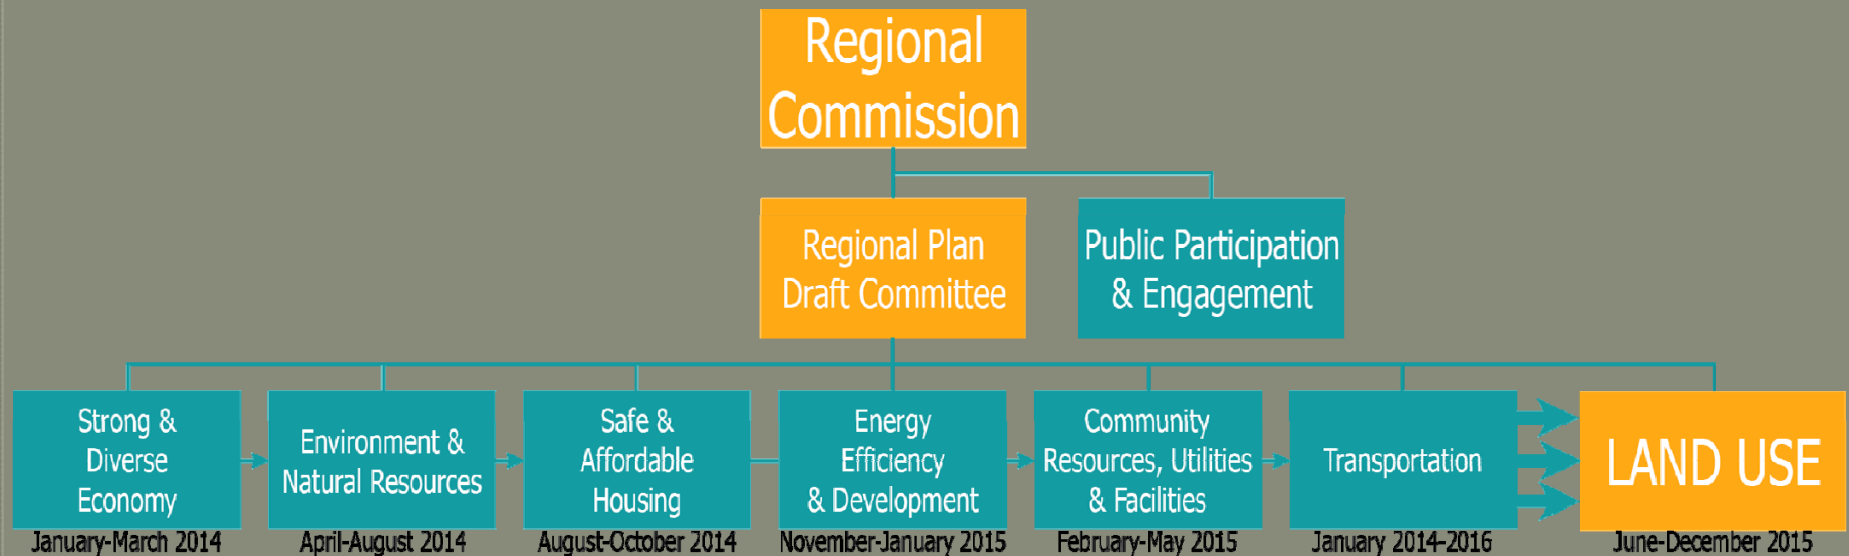 Regional
Commission
Regional Plan
Draft Committee
Public Participation
& Engagement
Strong &
Diverse
Economy
January-March 2014
Environment &
Natural Resources
April-August 2014
Safe &
Affordable
Housing
August-October 2014
Energy
Efficiency
& Development
November-January 2015
Community
Resources, Utilities
& Facilities
February-May 2015
Transportation
January 2014-2016
LAND USE
June-December 2015